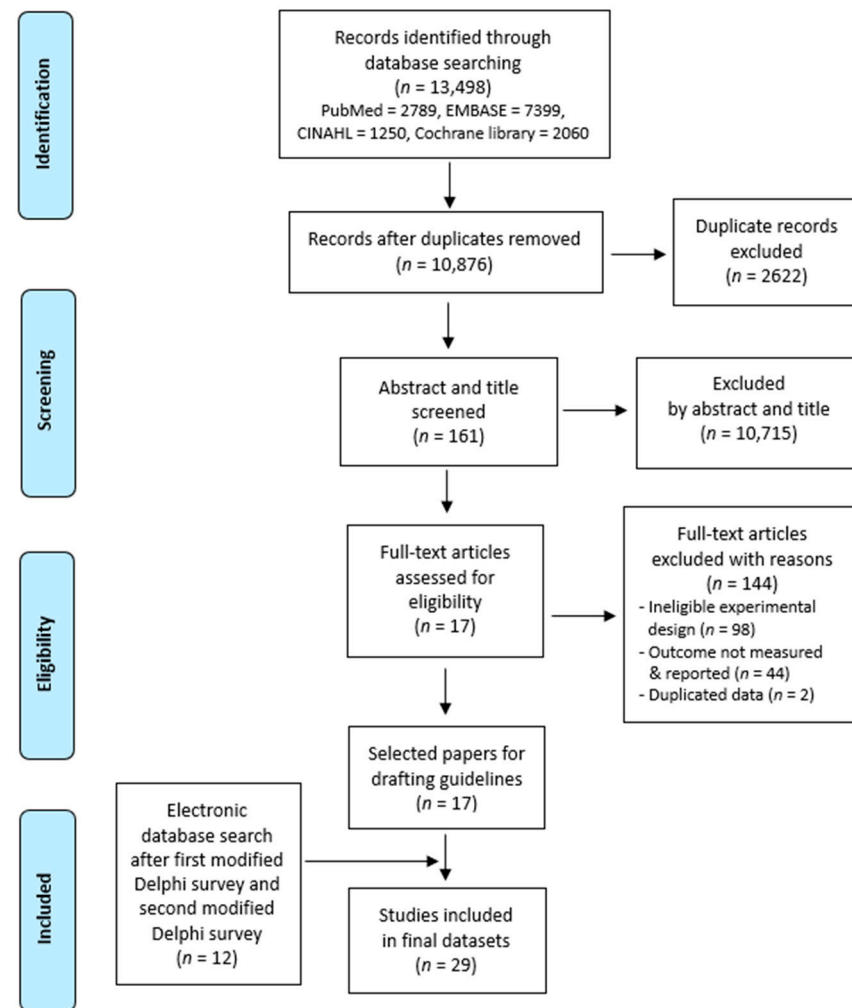 Identification
Records identified through
database searching
(n = 13,498)
PubMed = 2789, EMBASE = 7399,
CINAHL = 1250, Cochrane library = 2060
Records after duplicates removed
(n = 10,876)
Duplicate records
excluded
(n = 2622)
Screening
Abstract and title
screened
(n = 161)
Excluded
by abstract and title
(n = 10,715)
Eligibility
Full-text articles
assessed for
eligibility
(n = 17)
Full-text articles
excluded with reasons
(n = 144)
- Ineligible experimental
design (n = 98)
- Outcome not measured
& reported (n = 44)
- Duplicated data (n = 2)
Selected papers for
drafting guidelines
(n = 17)
Included
Electronic
database search
after first modified
Delphi survey and
second modified
Delphi survey
(n = 12)
Studies included
in final datasets
(n = 29)